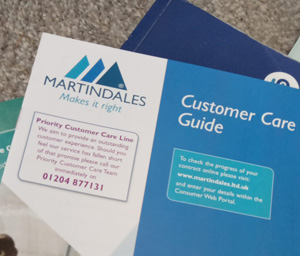 MARTINDALES
Makes it right
Priority Customer Care Line
We aim to provide an outstanding
customer experience. Should you
feel our service has fallen short
of that promise please call our
Priority Customer Care Team
immediately on
01204 877131
Customer Care
Guide
To check the progress of your
contract online please visit:
www.martindales.ltd.uk
and enter your details within the
Consumer Web Portal.